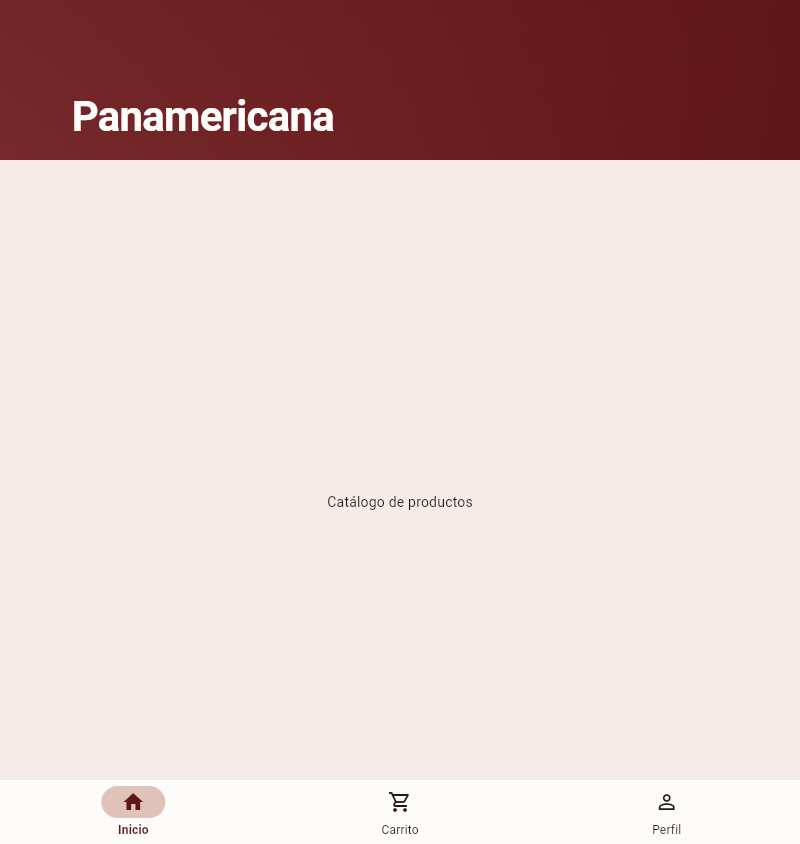 Panamericana
Catálogo de productos
Inicio
Carrito
Perfil